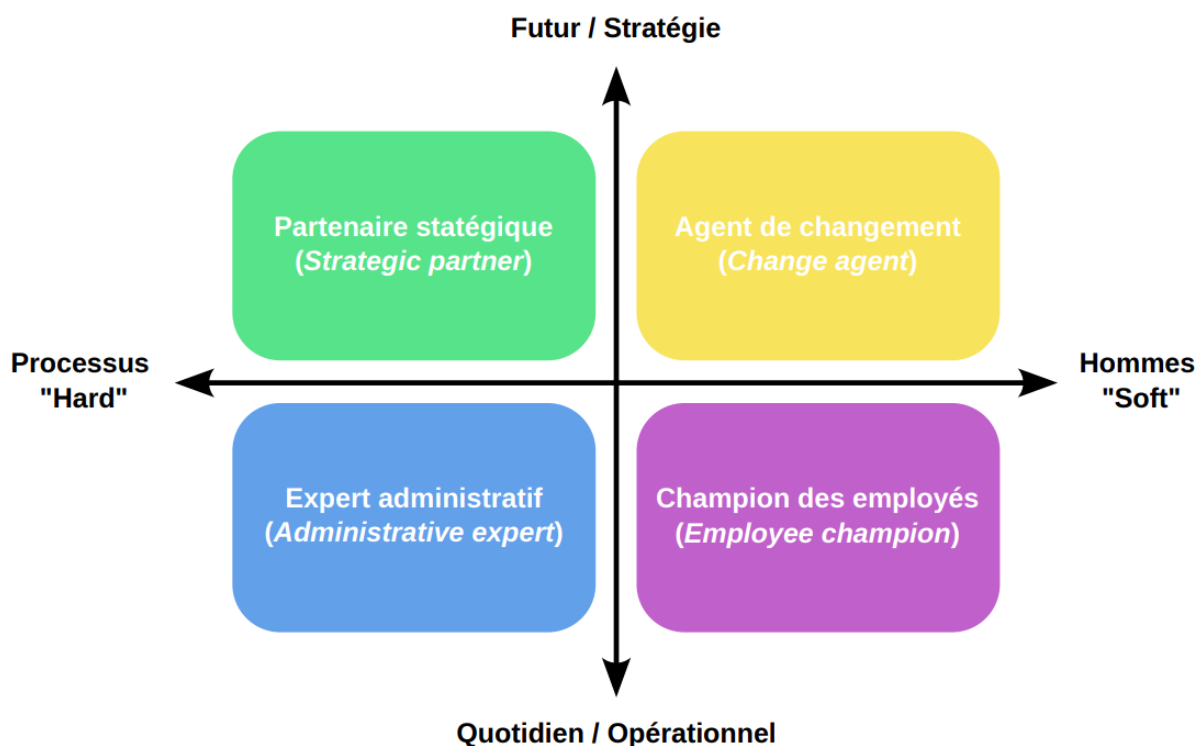 Futur / Stratégie
Partenaire statégique
(Strategic partner)
Agent de changement
(Change agent)
Processus
"Hard"
Hommes
"Soft"
Expert administratif
(Administrative expert)
Champion des employés
(Employee champion)
Quotidien / Opérationnel